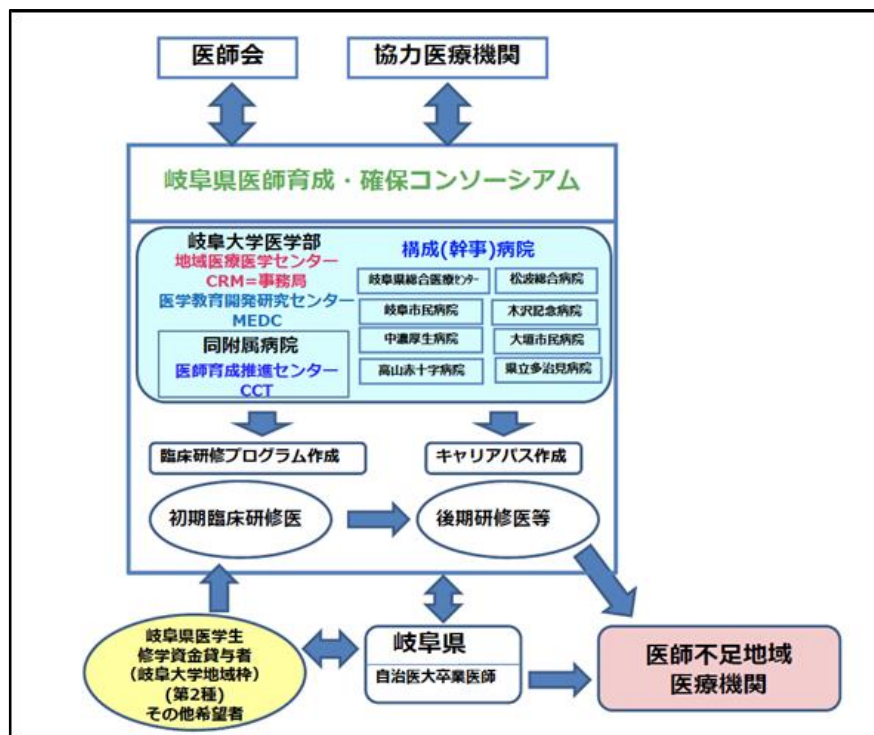 医師会
協力医療機関
岐阜県医師育成・確保コンソーシアム
岐阜大学医学部
地域医療医学センター
CRM=事務局
医学教育開発研究センター
MEDC
同附属病院
医師育成推進センター
CCT
構成(幹事)病院
岐阜県総合医療センター
松波総合病院
岐阜市民病院
木沢記念病院
中濃厚生病院
大垣市民病院
高山赤十字病院
県立多治見病院
臨床研修プログラム作成
キャリアパス作成
初期臨床研修医
後期研修医等
岐阜県医学生
修学資金貸与者
(岐阜大学地域枠)
(第2種)
その他希望者
岐阜県
自治医大卒業医師
医師不足地域
医療機関